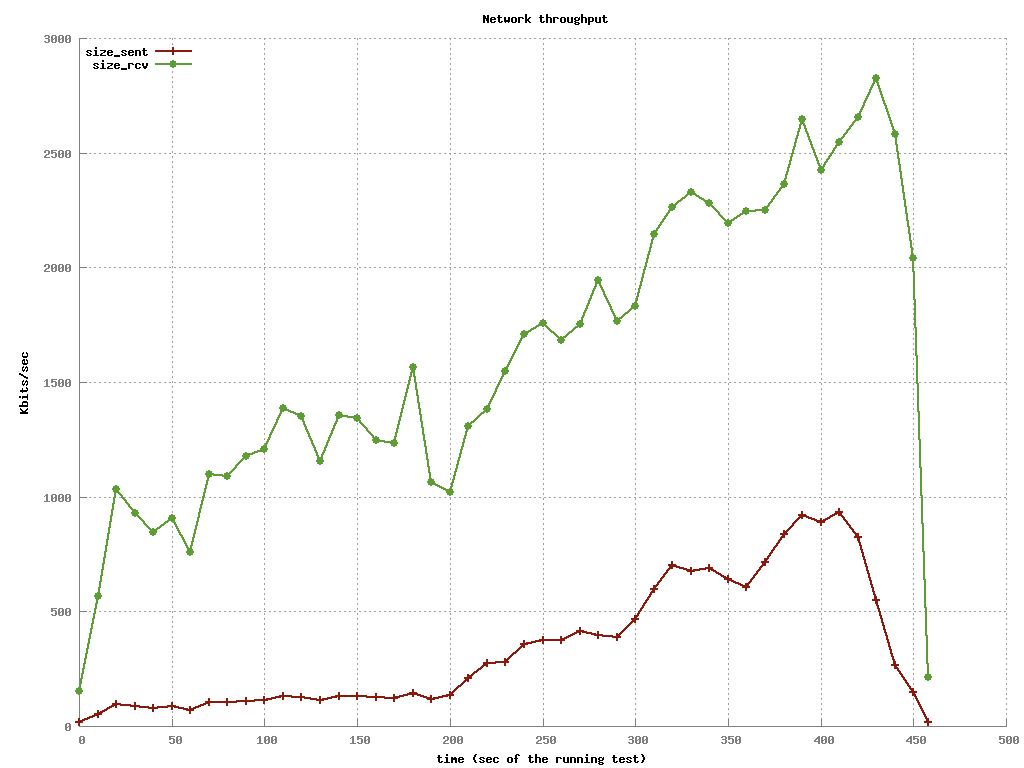 Network throughput
3000
size_sent
size_rcv
2500
2000
Kbits/sec
1500
1000
500
0
0 50 100 150 200 250 300 350 400 450 500
time (sec of the running test)